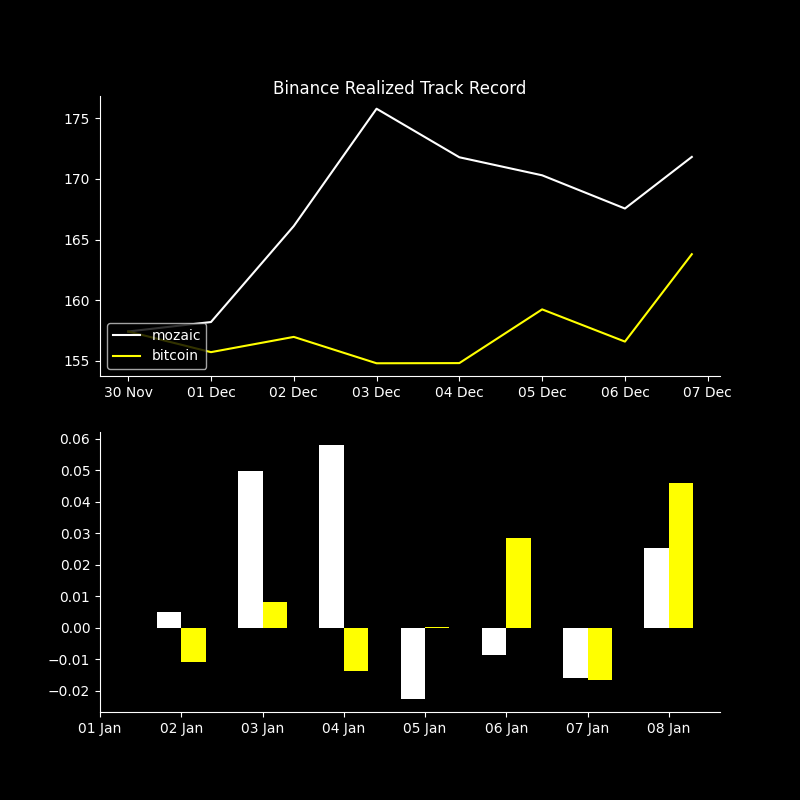 Binance Realized Track Record
175
170
165
160
155
mozaic
bitcoin
30 Nov 01 Dec 02 Dec 03 Dec 04 Dec 05 Dec 06 Dec 07 Dec
0.06
0.05
0.04
0.03
0.02
0.01
0.00
−0.01
−0.02
01 Jan 02 Jan 03 Jan 04 Jan 05 Jan 06 Jan 07 Jan 08 Jan